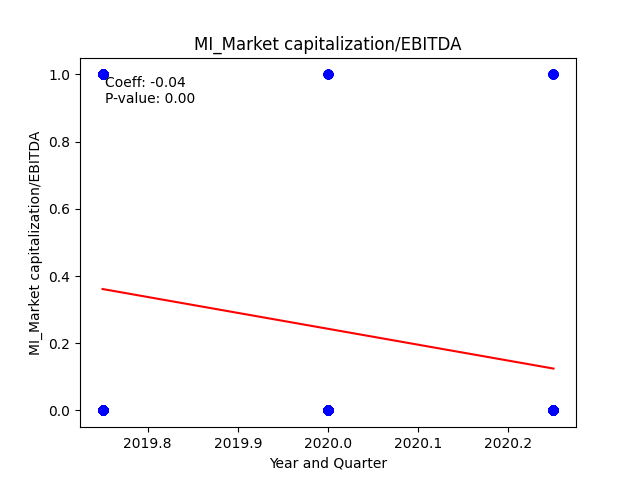 MI_Market capitalization/EBITDA
1.0
Coeff: -0.04
P-value: 0.00
0.8
0.6
0.4
0.2
0.0
MI_Market capitalization/EBITDA
2019.8 2019.9 2020.0 2020.1 2020.2
Year and Quarter